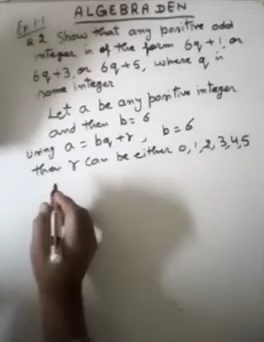 ALGEBRA DEN
Ex. 1.1
Q.2 Show that any positive odd
integer is of the form 6q+1, or
6q+3, or 6q+5, where q is
some integer
Let a be any positive integer
and then b=6
using a = bq+r, b=6
then r can be either 0,1,2,3,4,5